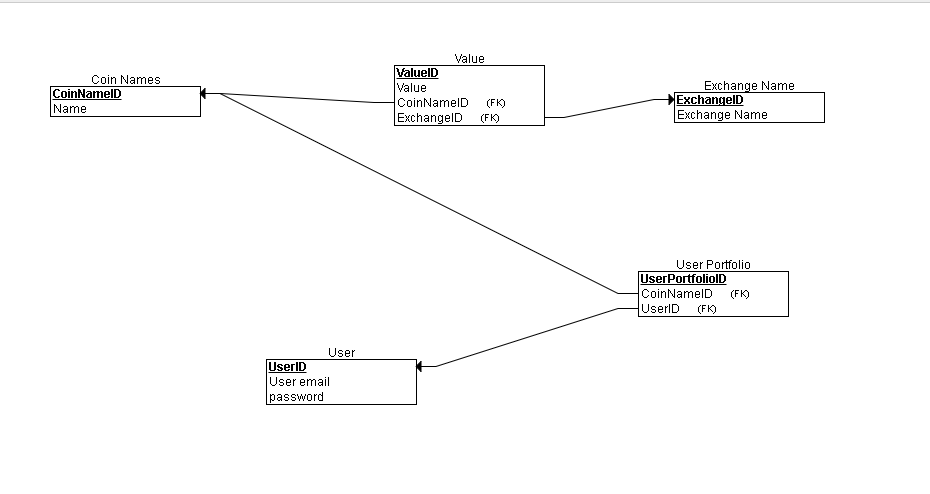 Coin Names
CoinNameID
Name
Value
ValueID
Value
CoinNameID (FK)
ExchangeID (FK)
Exchange Name
ExchangeID
Exchange Name
User Portfolio
UserPortfolioID
CoinNameID (FK)
UserID (FK)
User
UserID
User email
password